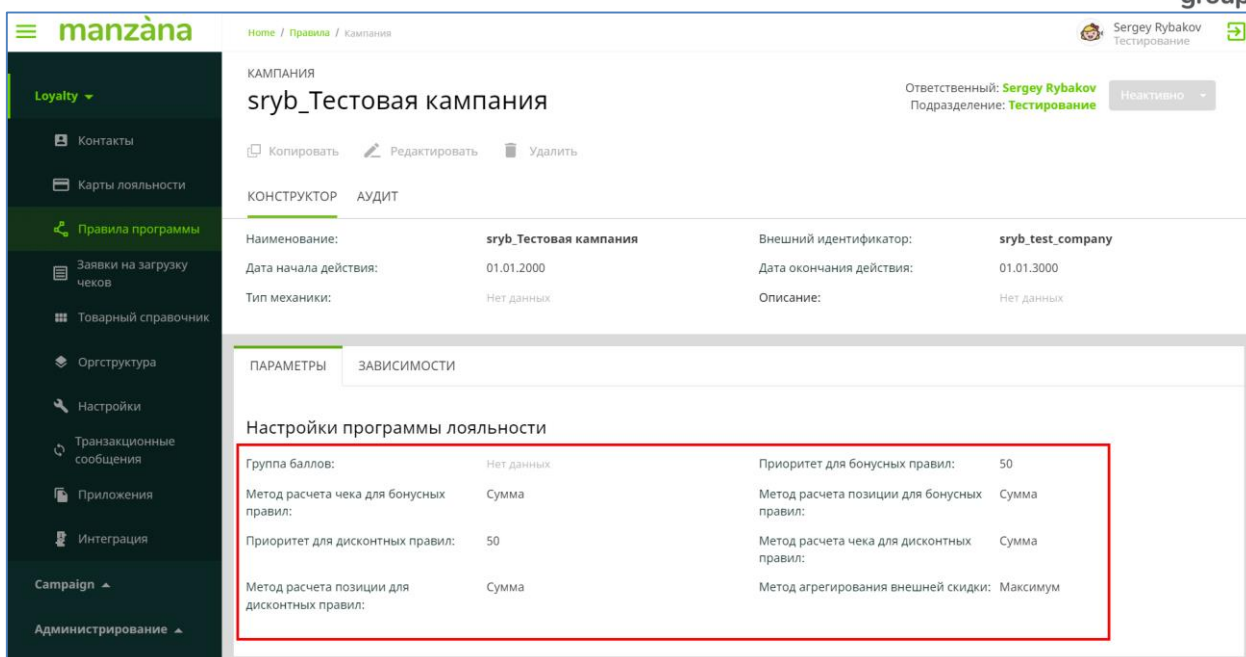 group
manzàna
Home / Правила / Кампания
Sergey Rybakov
Тестирование
Loyalty
Контакты
Карты лояльности
Правила программы
Заявки на загрузку
чеков
Товарный справочник
Оргструктура
Настройки
Транзакционные
сообщения
Приложения
Интеграция
Campaign
Администрирование
КАМПАНИЯ
sryb_Тестовая кампания
Ответственный: Sergey Rybakov
Подразделение: Тестирование
Неактивно
Копировать Редактировать Удалить
КОНСТРУКТОР АУДИТ
Наименование: sryb_Тестовая кампания Внешний идентификатор: sryb_test_company
Дата начала действия: 01.01.2000 Дата окончания действия: 01.01.3000
Тип механики: Нет данных Описание: Нет данных
ПАРАМЕТРЫ ЗАВИСИМОСТИ
Настройки программы лояльности
Группа баллов: Нет данных Приоритет для бонусных правил: 50
Метод расчета чека для бонусных Сумма Метод расчета позиции для бонусных Сумма
правил: правил:
Приоритет для дисконтных правил: 50 Метод расчета чека для дисконтных Сумма
правил:
Метод расчета позиции для Сумма Метод агрегирования внешней скидки: Максимум
дисконтных правил: